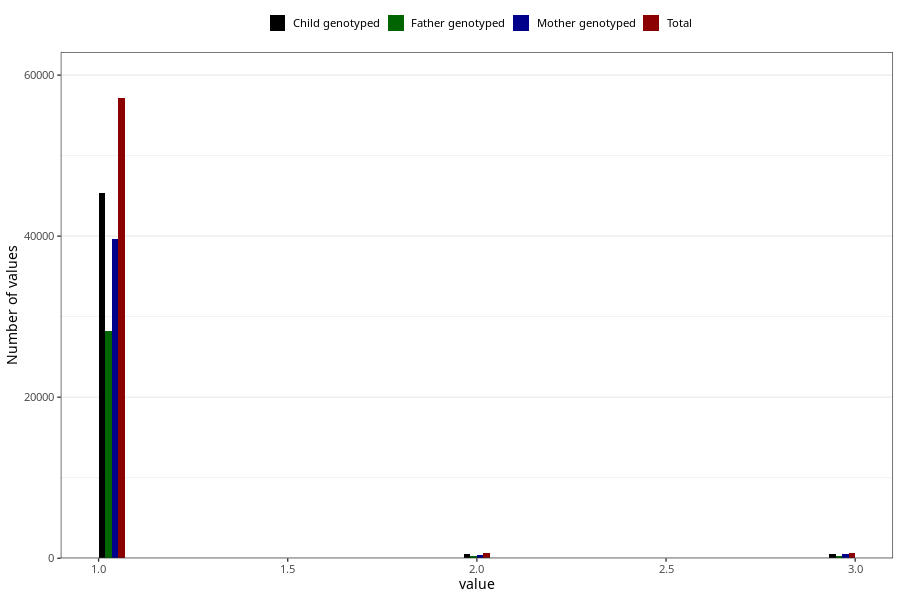 Child genotyped Father genotyped Mother genotyped Total
60000
40000
20000
0
Number of values
1.0 1.5 2.0 2.5 3.0
value